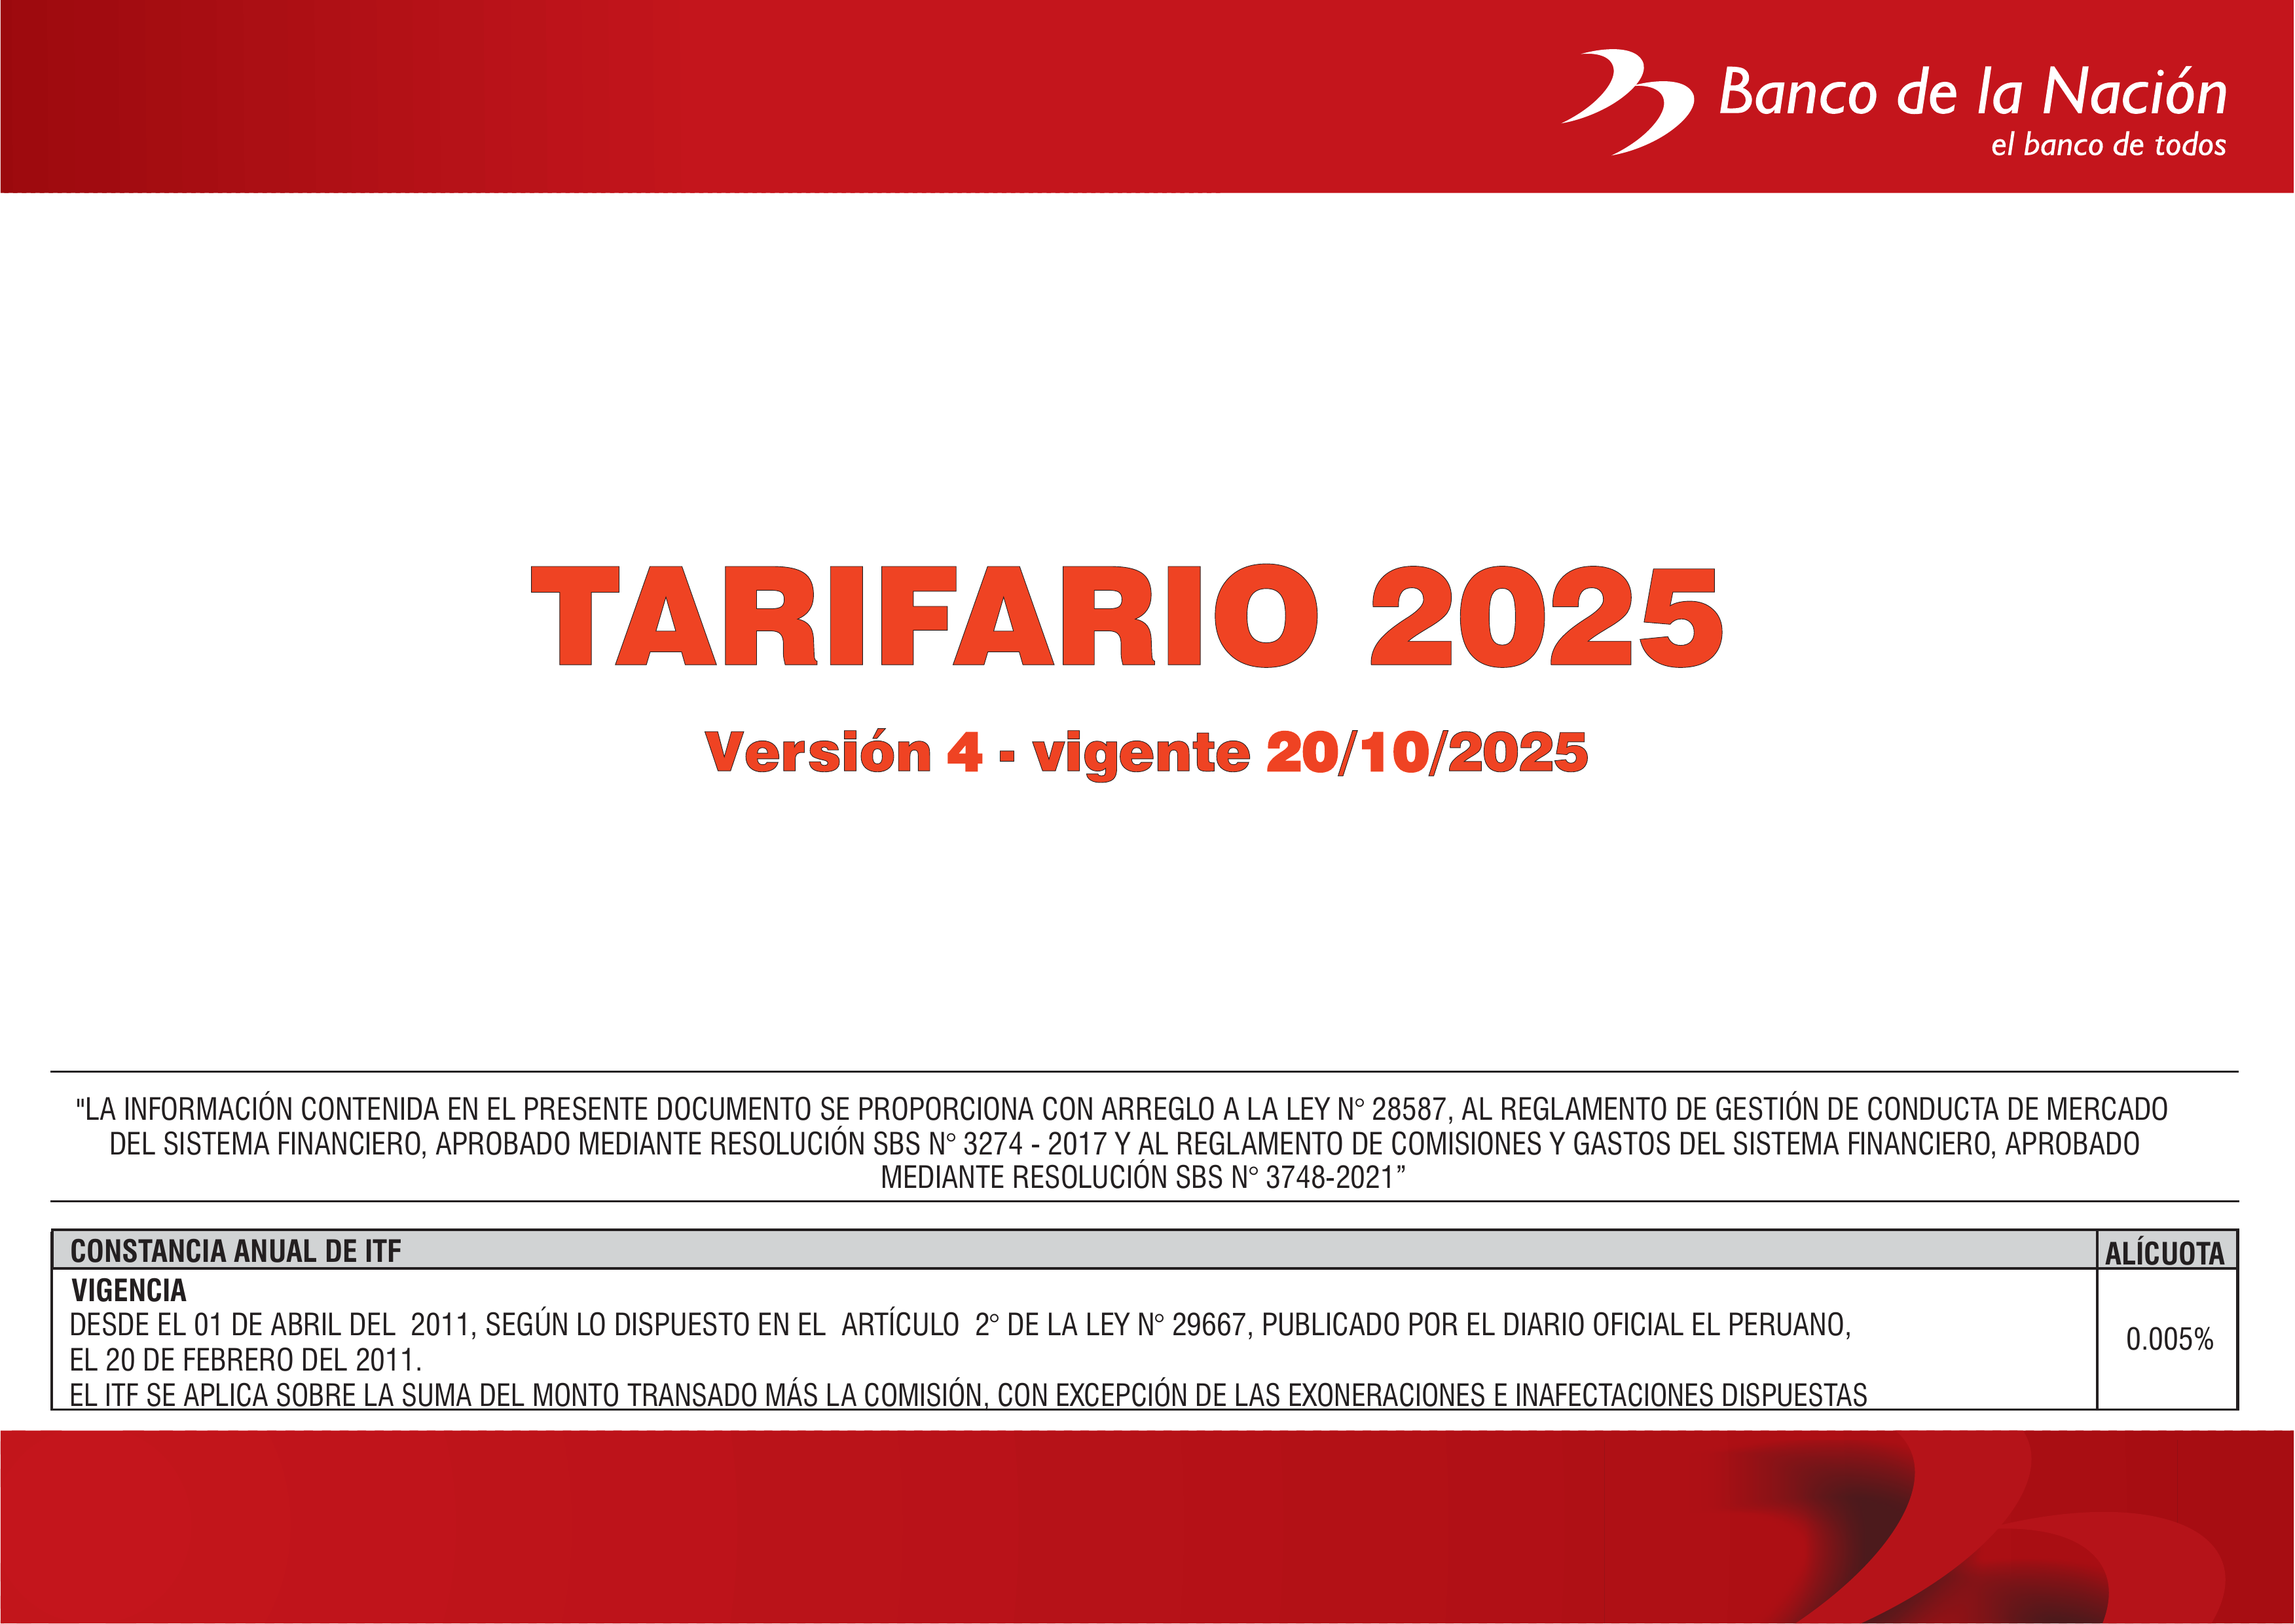 Banco de la Nación
el banco de todos
TARIFARIO 2025
Versión 4 - vigente 20/10/2025
"LA INFORMACIÓN CONTENIDA EN EL PRESENTE DOCUMENTO SE PROPORCIONA CON ARREGLO A LA LEY N° 28587, AL REGLAMENTO DE GESTIÓN DE CONDUCTA DE MERCADO
DEL SISTEMA FINANCIERO, APROBADO MEDIANTE RESOLUCIÓN SBS N° 3274 - 2017 Y AL REGLAMENTO DE COMISIONES Y GASTOS DEL SISTEMA FINANCIERO, APROBADO
MEDIANTE RESOLUCIÓN SBS N° 3748-2021”
CONSTANCIA ANUAL DE ITF
ALÍCUOTA
VIGENCIA
DESDE EL 01 DE ABRIL DEL  2011, SEGÚN LO DISPUESTO EN EL  ARTÍCULO  2° DE LA LEY N° 29667, PUBLICADO POR EL DIARIO OFICIAL EL PERUANO,
EL 20 DE FEBRERO DEL 2011.
EL ITF SE APLICA SOBRE LA SUMA DEL MONTO TRANSADO MÁS LA COMISIÓN, CON EXCEPCIÓN DE LAS EXONERACIONES E INAFECTACIONES DISPUESTAS
0.005%